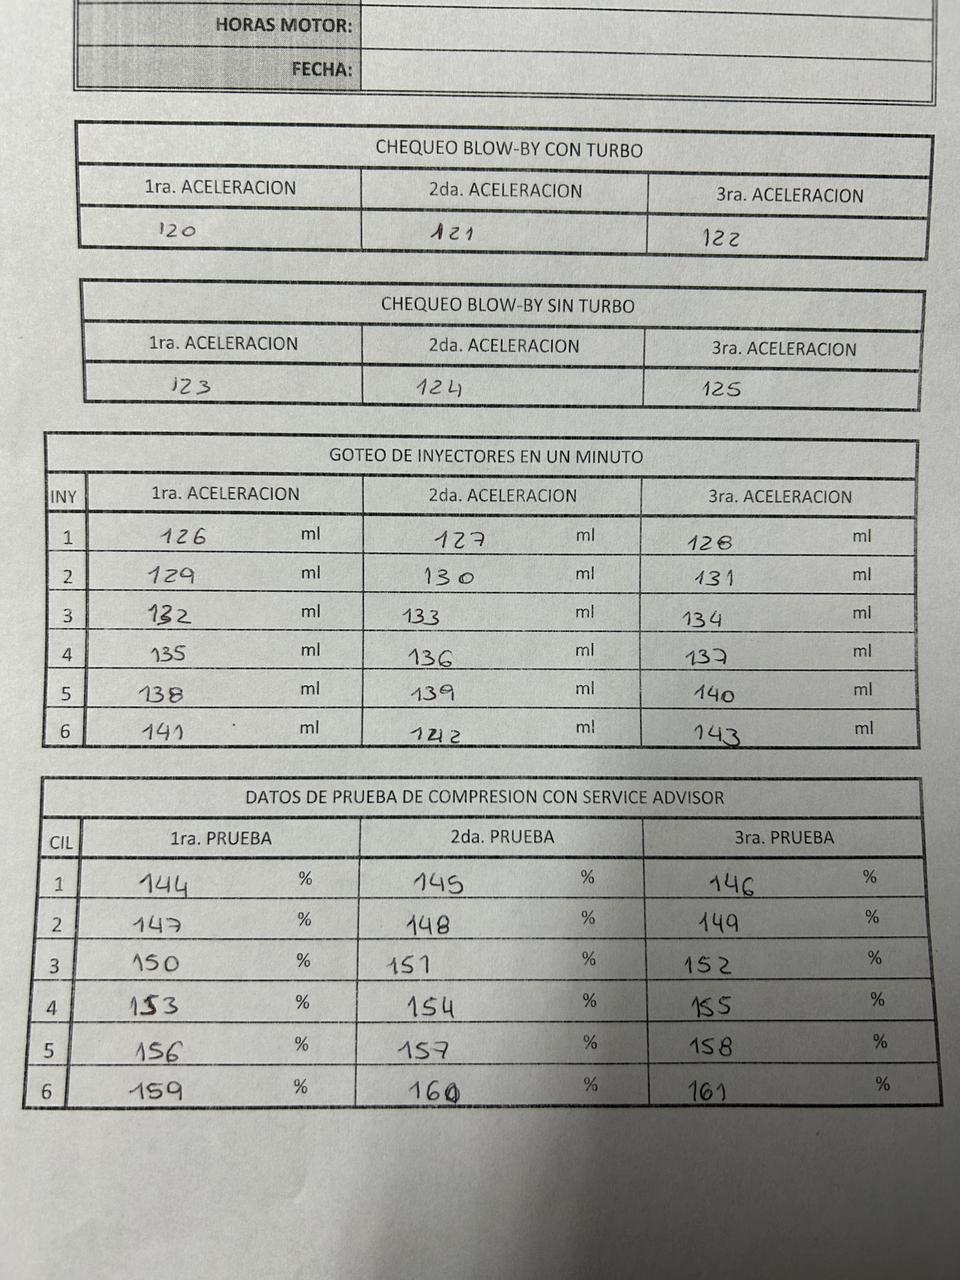 HORAS MOTOR:
FECHA:
CHEQUEO BLOW-BY CON TURBO
1ra. ACELERACION 2da. ACELERACION 3ra. ACELERACION
120 121 122
CHEQUEO BLOW-BY SIN TURBO
1ra. ACELERACION 2da. ACELERACION 3ra. ACELERACION
123 124 125
GOTEO DE INYECTORES EN UN MINUTO
INY 1ra. ACELERACION 2da. ACELERACION 3ra. ACELERACION
1 126 ml 127 ml 128 ml
2 129 ml 130 ml 131 ml
3 132 ml 133 ml 134 ml
4 135 ml 136 ml 137 ml
5 138 ml 139 ml 140 ml
6 141 ml 142 ml 143 ml
DATOS DE PRUEBA DE COMPRESION CON SERVICE ADVISOR
CIL 1ra. PRUEBA 2da. PRUEBA 3ra. PRUEBA
1 144 % 145 % 146 %
2 147 % 148 % 149 %
3 150 % 151 % 152 %
4 153 % 154 % 155 %
5 156 % 157 % 158 %
6 159 % 160 % 161 %